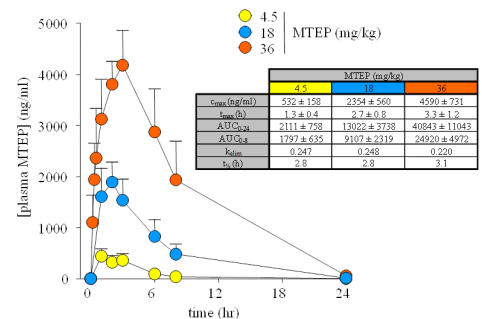 4.5
18 MTEP (mg/kg)
36
5000
4000
3000
2000
1000
0
[plasma MTEP] (ng/ml)
0 6 12 18 24
time (hr)
MTEP (mg/kg)
4.5 18 36
cmax (ng/ml) 532 ± 158 2354 ± 560 4590 ± 731
tmax (h) 1.3 ± 0.4 2.7 ± 0.8 3.3 ± 1.2
AUC0-24 2111 ± 758 13022 ± 3738 40843 ± 11043
AUC0-8 1797 ± 635 9107 ± 2319 24920 ± 4972
kelim 0.247 0.248 0.220
t½ (h) 2.8 2.8 3.1